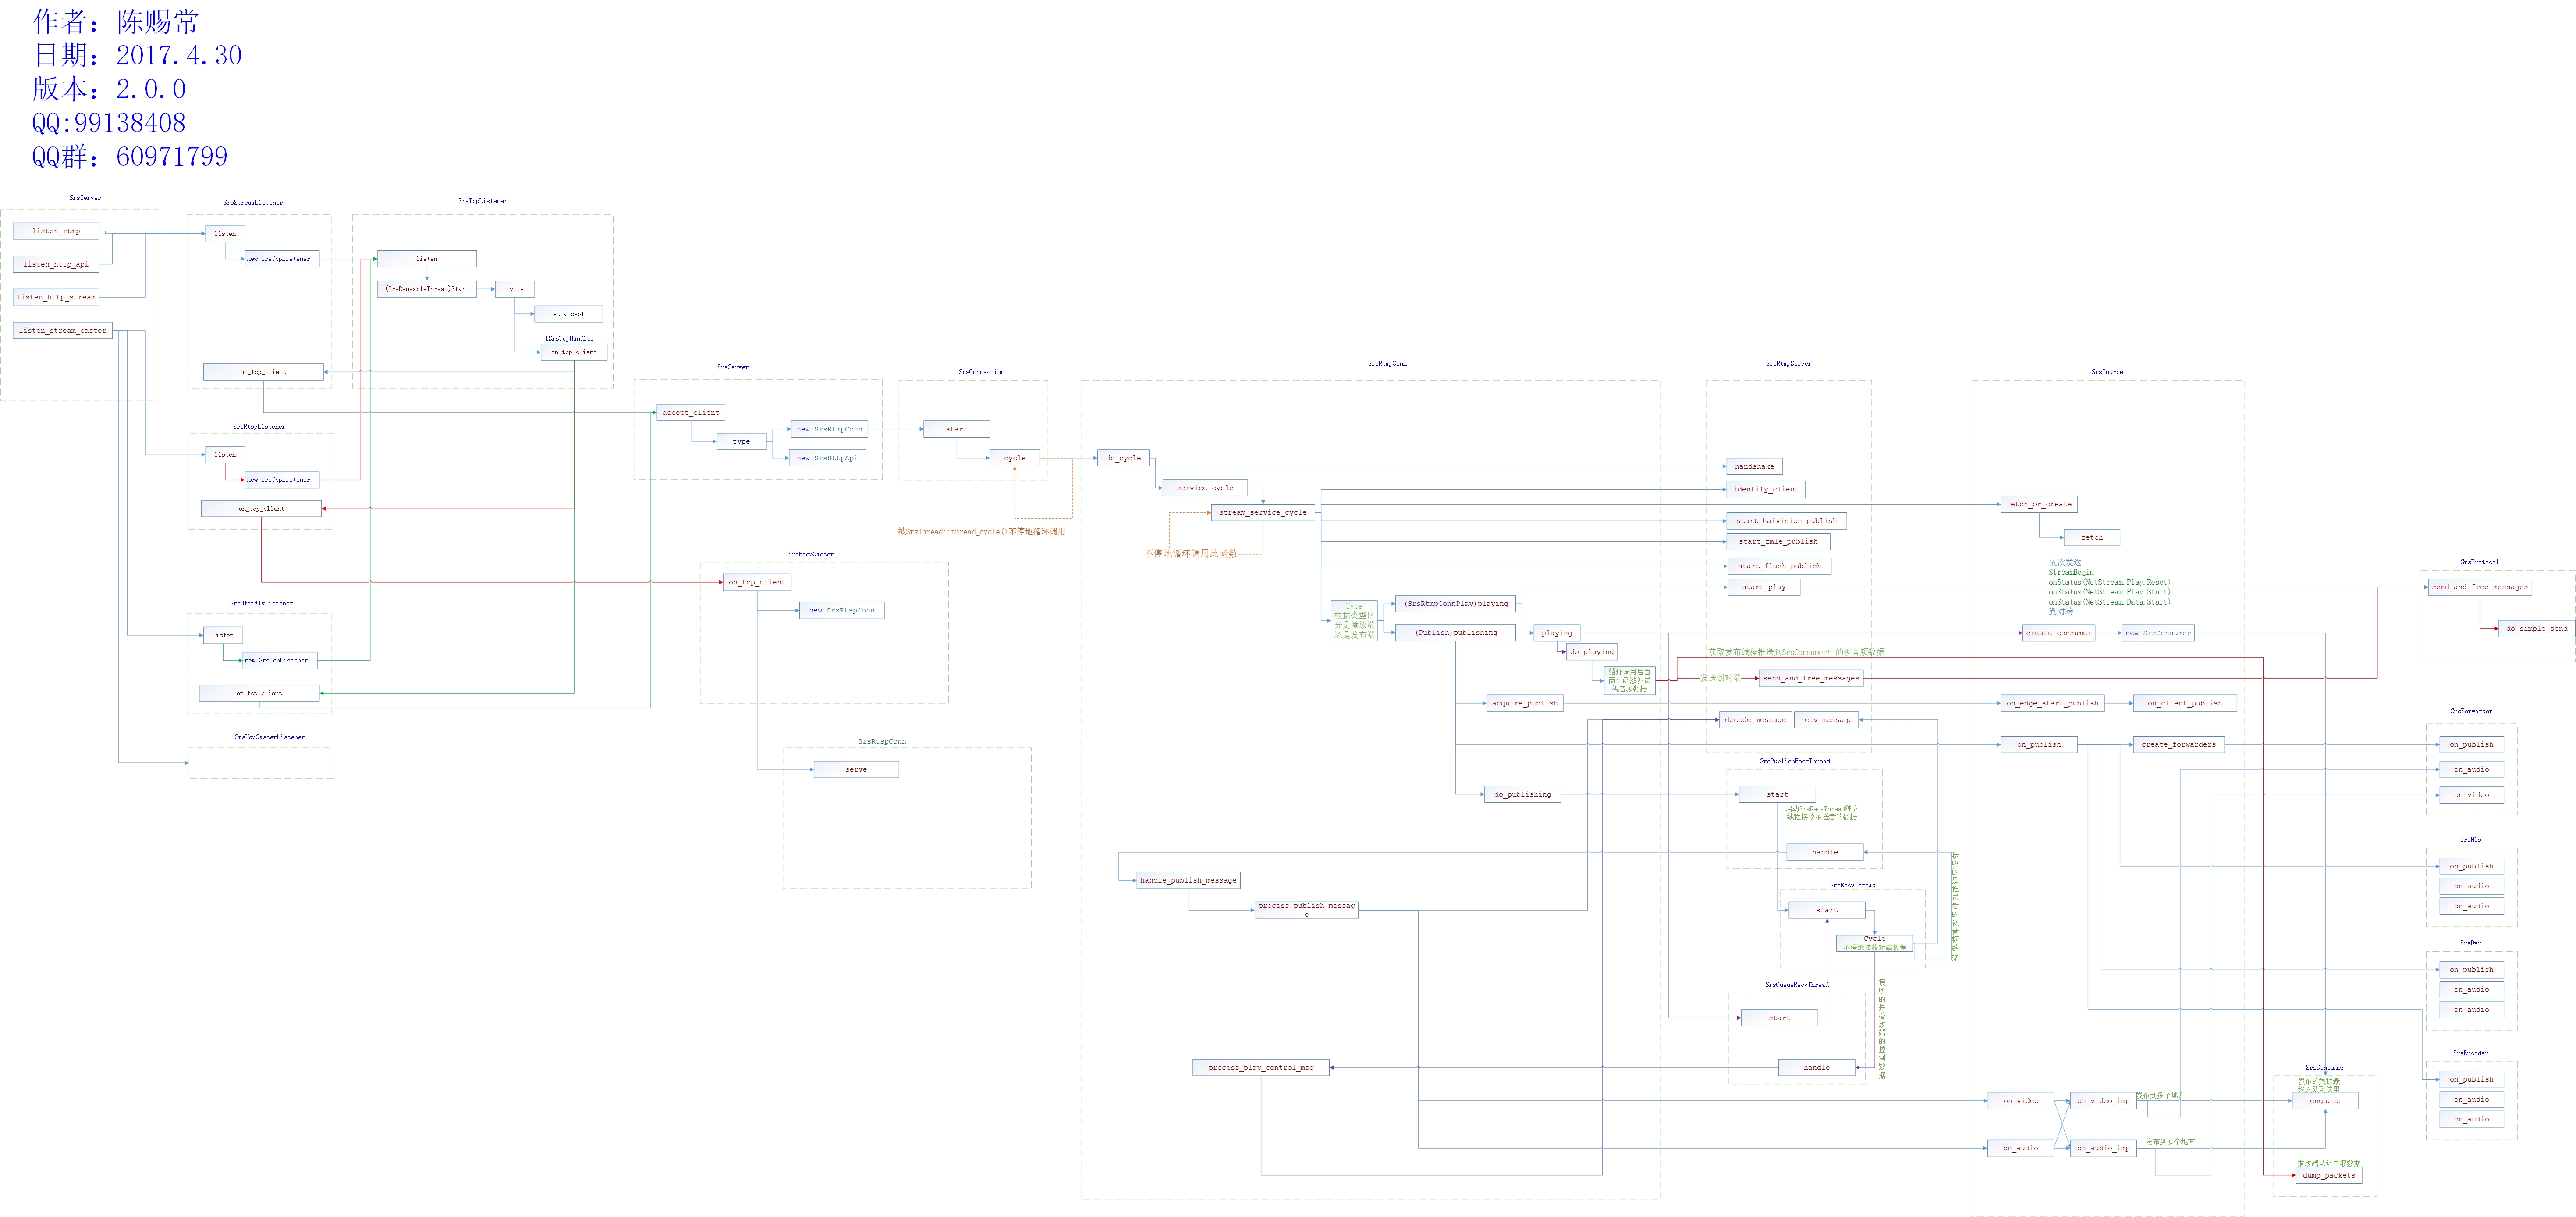 作者：陈赐常
日期：2017.4.30
版本：2.0.0
QQ:99138408
QQ群：60971799
SrsServer
listen_rtmp
listen_http_api
listen_http_stream
listen_stream_caster
SrsStreamListener
listen
new SrsTcpListener
on_tcp_client
SrsTcpListener
listen
(SrsReusableThread)Start
cycle
st_accept
ISrsTcpHandler
on_tcp_client
SrsRtspListener
listen
new SrsTcpListener
on_tcp_client
SrsHttpFlvListener
listen
new SrsTcpListener
on_tcp_client
SrsUdpCasterListener
SrsServer
accept_client
type
new SrsRtmpConn
new SrsHttpApi
SrsConnection
start
cycle
被SrsThread::thread_cycle()不停地循环调用
SrsRtspCaster
on_tcp_client
new SrsRtspConn
SrsRtspConn
serve
SrsRtmpConn
do_cycle
service_cycle
stream_service_cycle
不停地循环调用此函数
Type
根据类型区
分是播放端
还是发布端
(SrsRtmpConnPlay)playing
(Publish)publishing
playing
do_playing
循环调用后面
两个函数发送
视音频数据
acquire_publish
do_publishing
handle_publish_message
process_publish_messag
e
process_play_control_msg
SrsRtmpServer
handshake
identify_client
start_haivision_publish
start_fmle_publish
start_flash_publish
start_play
获取发布线程推送到SrsConsumer中的视音频数据
发送到对端
send_and_free_messages
decode_message
recv_message
SrsPublishRecvThread
start
启动SrsRecvThread独立
线程接收推送者的数据
handle
接收的是推送者的视音频数据
SrsRecvThread
start
Cycle
不停地接收对端数据
SrsQueueRecvThread
start
handle
接收的是播放端的控制数据
SrsSource
fetch_or_create
fetch
依次发送
StreamBegin
onStatus(NetStream.Play.Reset)
onStatus(NetStream.Play.Start)
onStatus(NetStream.Data.Start)
到对端
create_consumer
new SrsConsumer
on_edge_start_publish
on_client_publish
on_publish
create_forwarders
on_video
on_video_imp
发布到多个地方
on_audio
on_audio_imp
发布到多个地方
SrsConsumer
发布的数据最
终入队到这里
enqueue
播放端从这里取数据
dump_packets
SrsProtocol
send_and_free_messages
do_simple_send
SrsForwarder
on_publish
on_audio
on_video
SrsHls
on_publish
on_audio
on_audio
SrsDvr
on_publish
on_audio
on_audio
SrsEncoder
on_publish
on_audio
on_audio